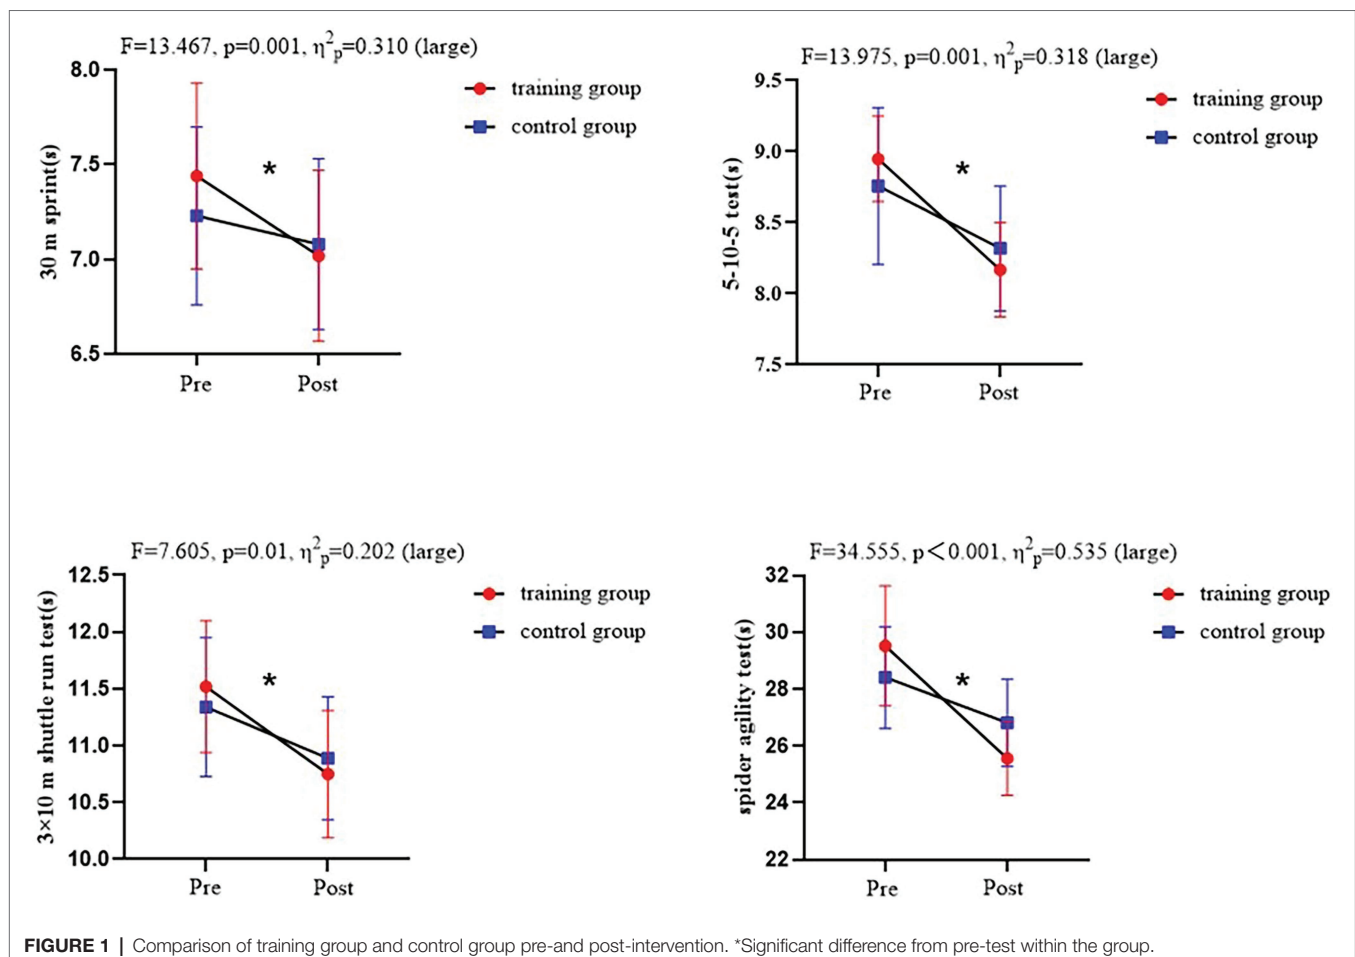 F=13.467, p=0.001, η²ₚ=0.310 (large)
8.0
7.5
7.0
6.5
30 m sprint(s)
Pre
Post
training group
control group
*
F=13.975, p=0.001, η²ₚ=0.318 (large)
9.5
9.0
8.5
8.0
7.5
5-10-5 test(s)
Pre
Post
training group
control group
*
F=7.605, p=0.01, η²ₚ=0.202 (large)
12.5
12.0
11.5
11.0
10.5
10.0
3×10 m shuttle run test(s)
Pre
Post
training group
control group
*
F=34.555, p<0.001, η²ₚ=0.535 (large)
32
30
28
26
24
22
spider agility test(s)
Pre
Post
training group
control group
*
FIGURE 1 | Comparison of training group and control group pre-and post-intervention. *Significant difference from pre-test within the group.